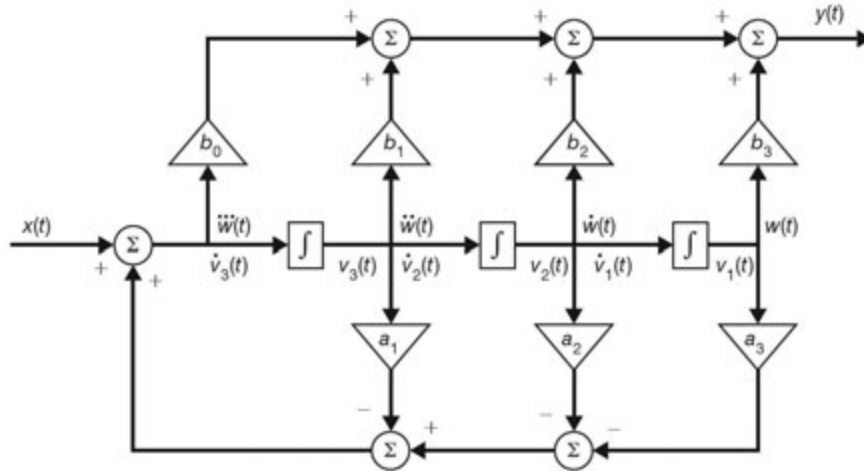 + + + y(t)
Σ Σ Σ
+ + +
b₀ b₁ b₂ b₃
x(t) w⃛(t) ẅ(t) ẇ(t) w(t)
Σ ∫ ∫ ∫
+ + v̇₃(t) v₃(t) v̇₂(t) v₂(t) v̇₁(t) v₁(t)
a₁ a₂ a₃
− + − −
Σ Σ